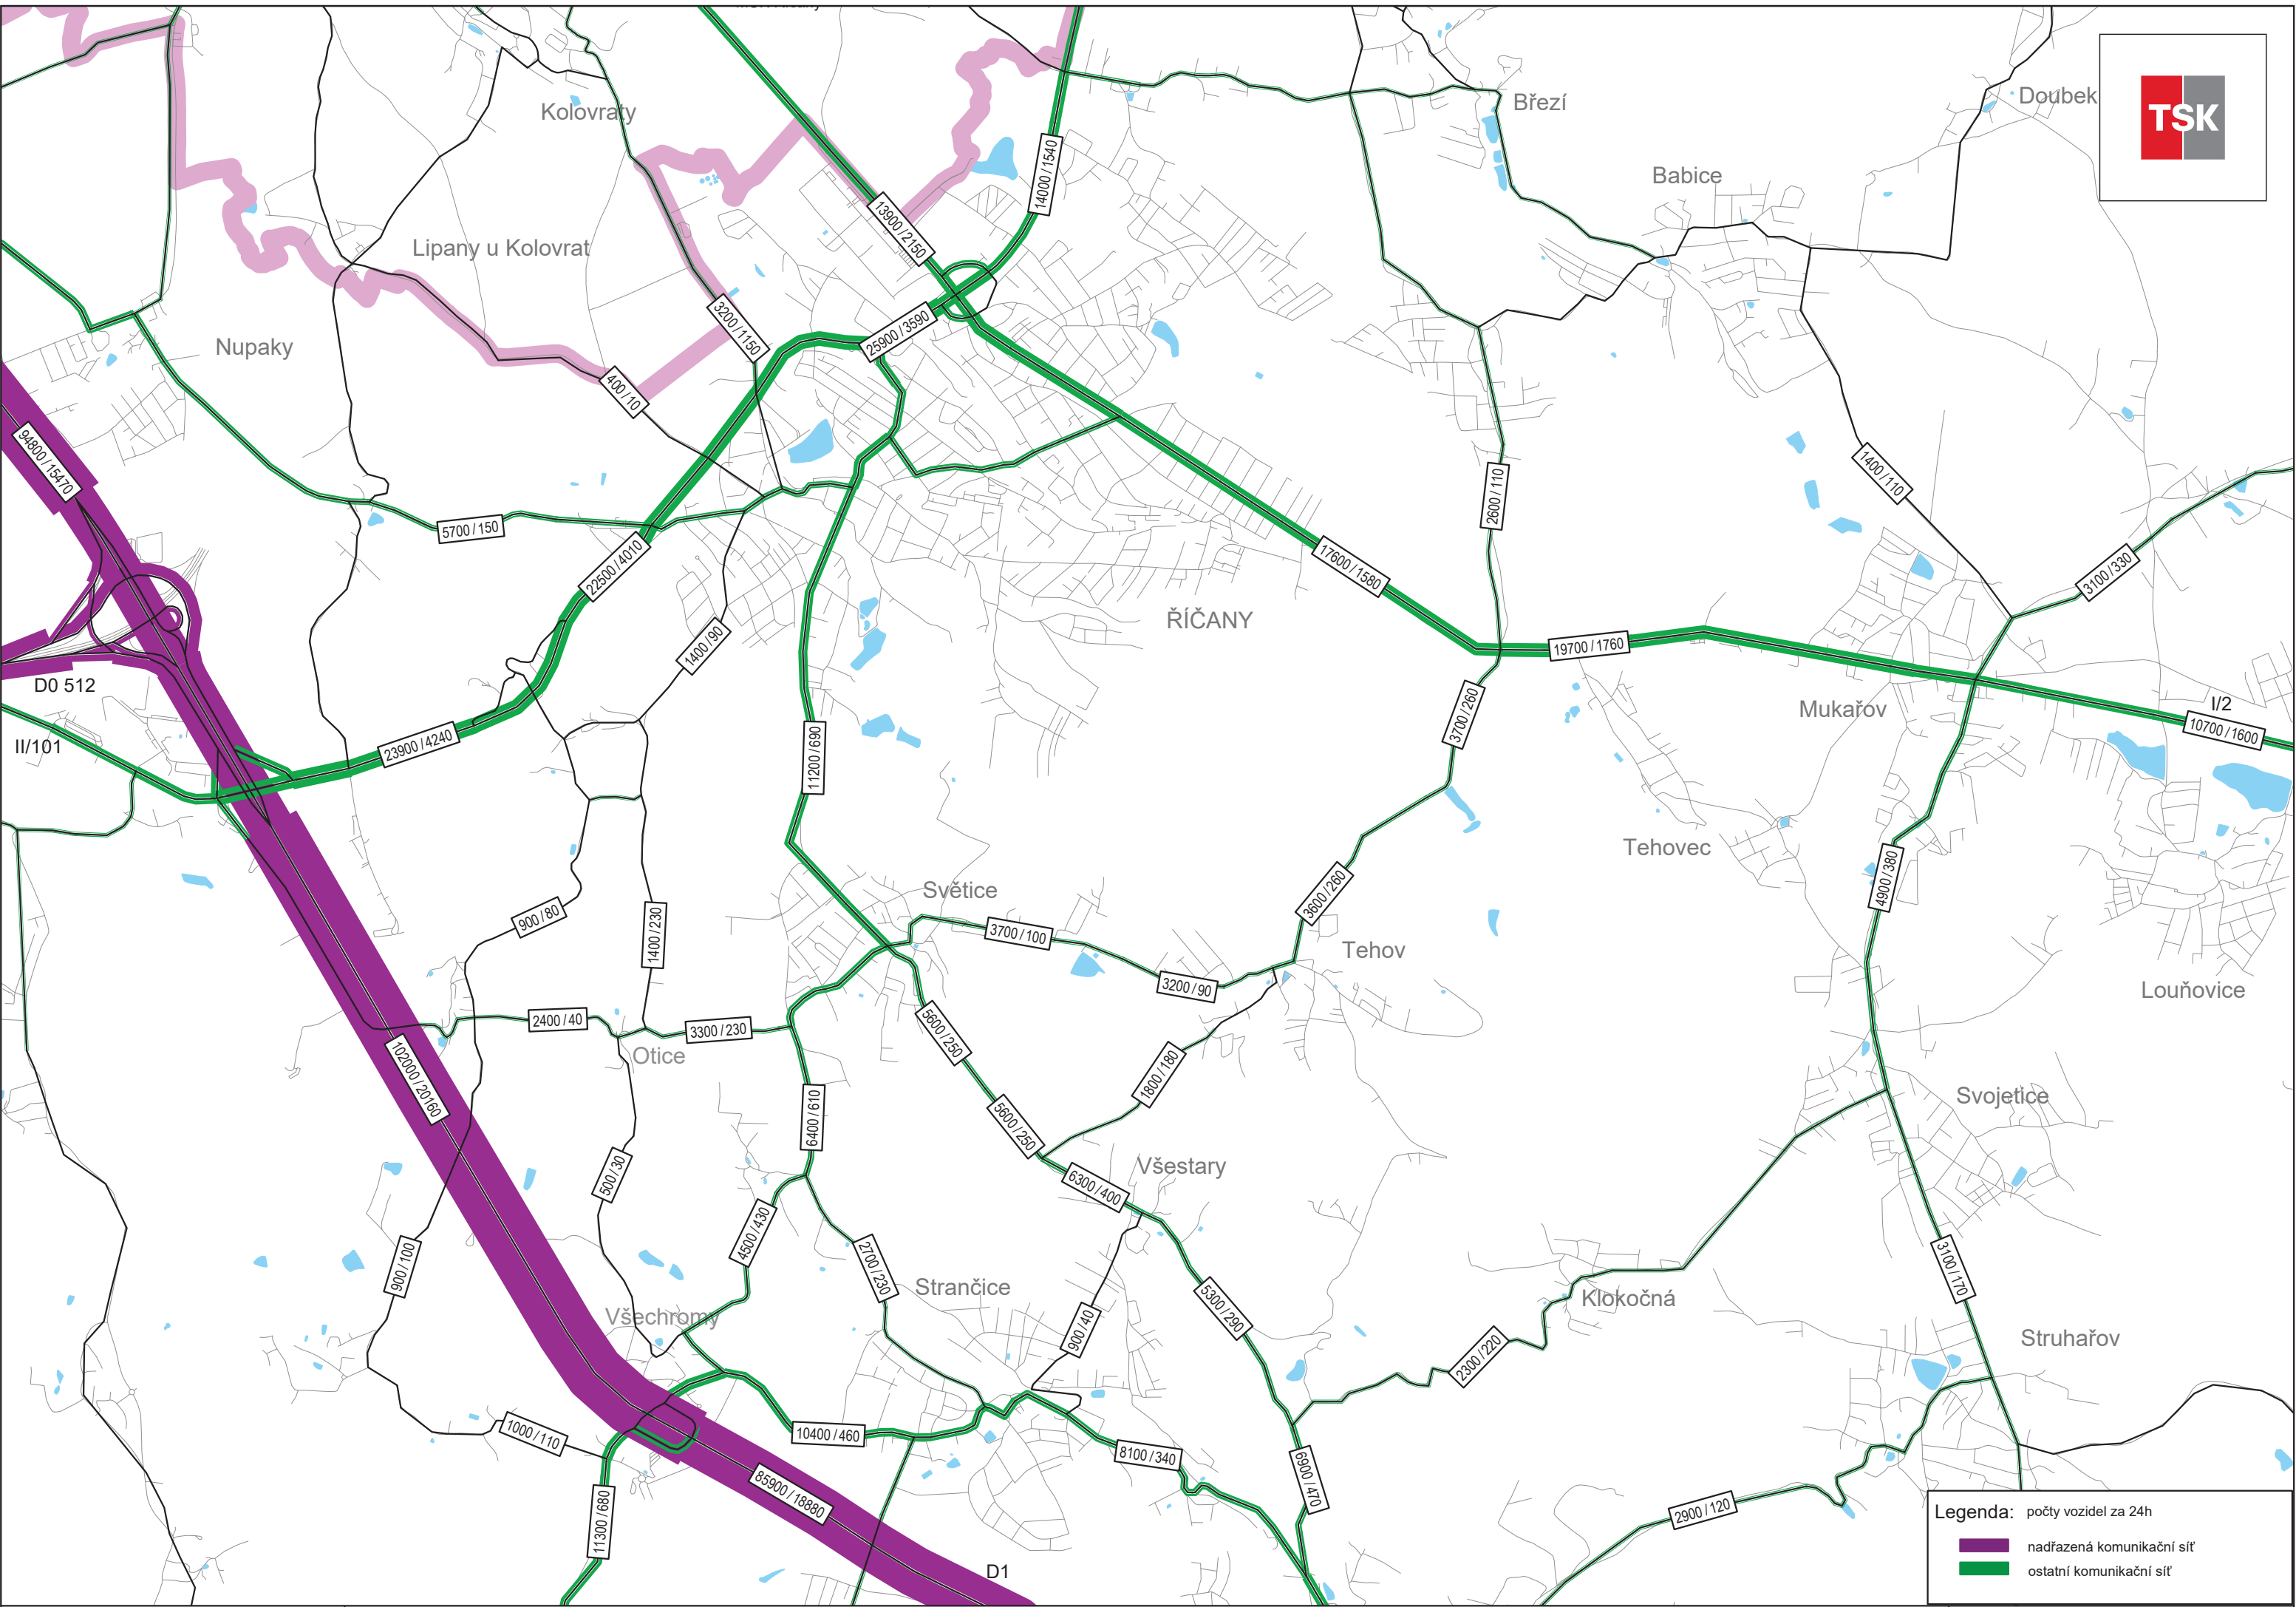 Kolovraty
Březí
Doubek
TSK
Babice
14000 / 1540
13900 / 2150
Lipany u Kolovrat
3200 / 1150
25900 / 3590
Nupaky
400 / 10
94800 / 15470
1400 / 110
2600 / 110
5700 / 150
22500 / 4010
17600 / 1580
3100 / 330
ŘÍČANY
1400 / 90
19700 / 1760
D0 512
3700 / 260
Mukařov
I/2
10700 / 1600
II/101
23900 / 4240
11200 / 690
Tehovec
4900 / 380
Světice
3600 / 260
900 / 80
1400 / 230
3700 / 100
Tehov
3200 / 90
Louňovice
2400 / 40
3300 / 230
5600 / 250
Otice
102000 / 20160
1800 / 180
Svojetice
6400 / 610
5600 / 250
Všestary
500 / 30
6300 / 400
4500 / 430
900 / 100
2700 / 230
3100 / 170
Strančice
5300 / 290
Klokočná
Všechromy
900 / 40
Struhařov
2300 / 220
1000 / 110
10400 / 460
8100 / 340
6900 / 470
85900 / 18880
2900 / 120
11300 / 680
D1
Legenda: počty vozidel za 24h
nadřazená komunikační síť
ostatní komunikační síť